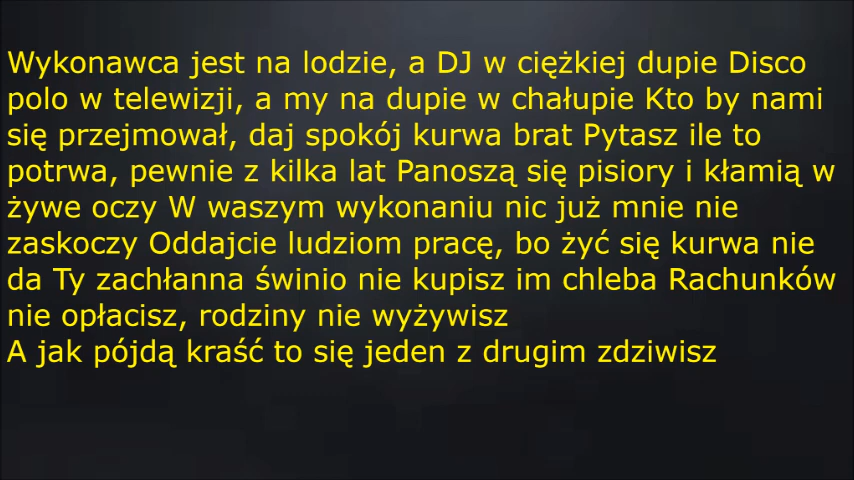 Wykonawca jest na lodzie, a DJ w ciężkiej dupie Disco
polo w telewizji, a my na dupie w chałupie Kto by nami
się przejmował, daj spokój kurwa brat Pytasz ile to
potrwa, pewnie z kilka lat Panoszą się pisiory i kłamią w
żywe oczy W waszym wykonaniu nic już mnie nie
zaskoczy Oddajcie ludziom pracę, bo żyć się kurwa nie
da Ty zachłanna świnio nie kupisz im chleba Rachunków
nie opłacisz, rodziny nie wyżywisz
A jak pójdą kraść to się jeden z drugim zdziwisz